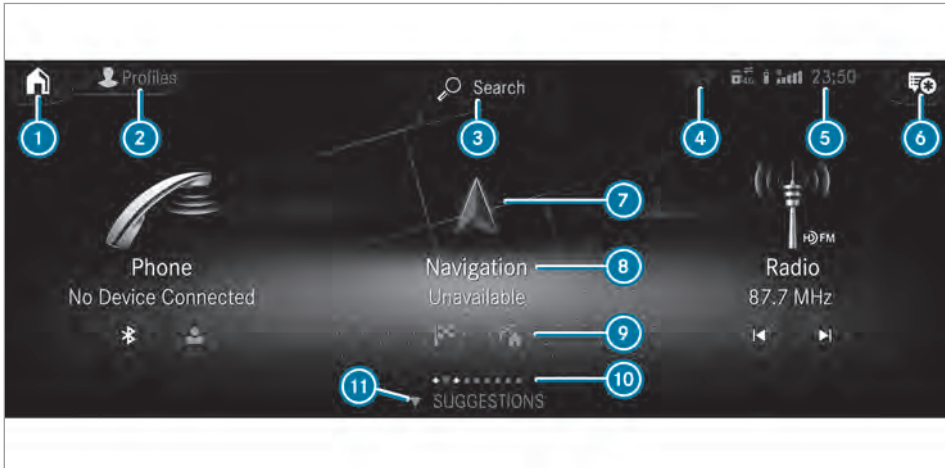 Profiles
Search
4G 23:50
1
2
3
4
5
6
7
HD FM
Phone
Navigation
8
Radio
No Device Connected
Unavailable
87.7 MHz
9
10
11
SUGGESTIONS